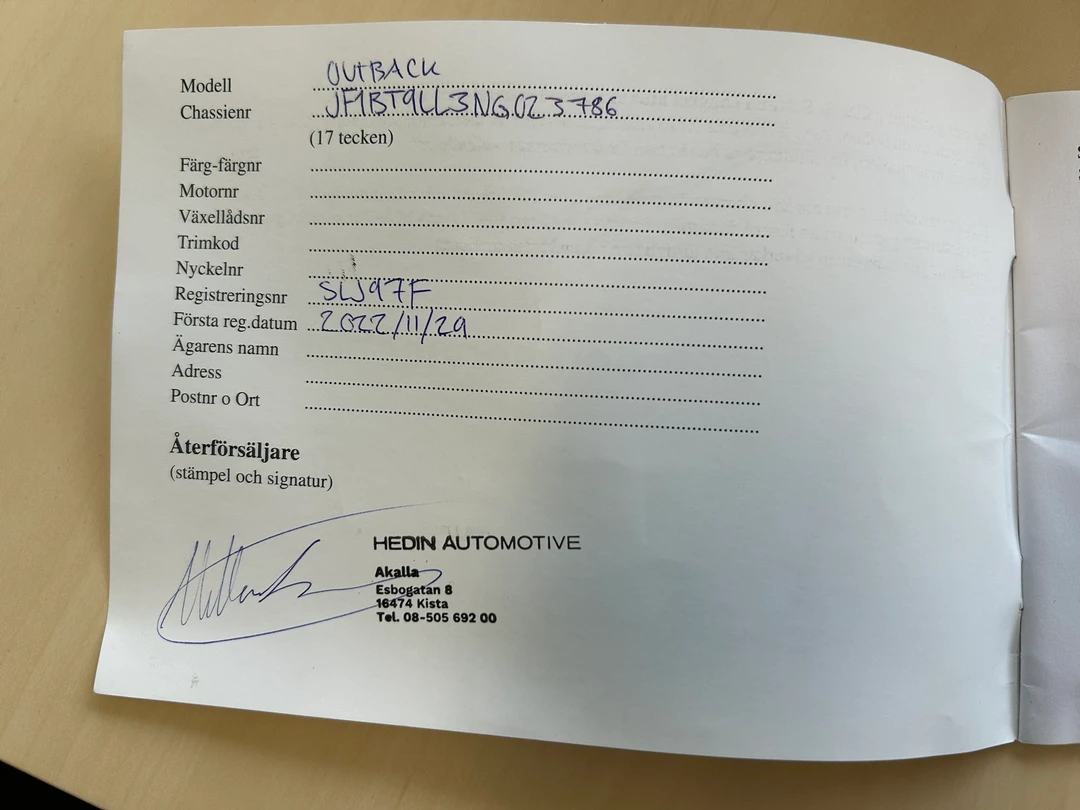 Modell OUTBACK
Chassienr JF1BT9LL3NG023786
(17 tecken)
Färg-färgnr
Motornr
Växellådsnr
Trimkod
Nyckelnr
Registreringsnr SLJ97F
Första reg.datum 2022/11/29
Ägarens namn
Adress
Postnr o Ort
Återförsäljare
(stämpel och signatur)
HEDIN AUTOMOTIVE
Akalla
Esbogatan 8
16474 Kista
Tel. 08-505 692 00